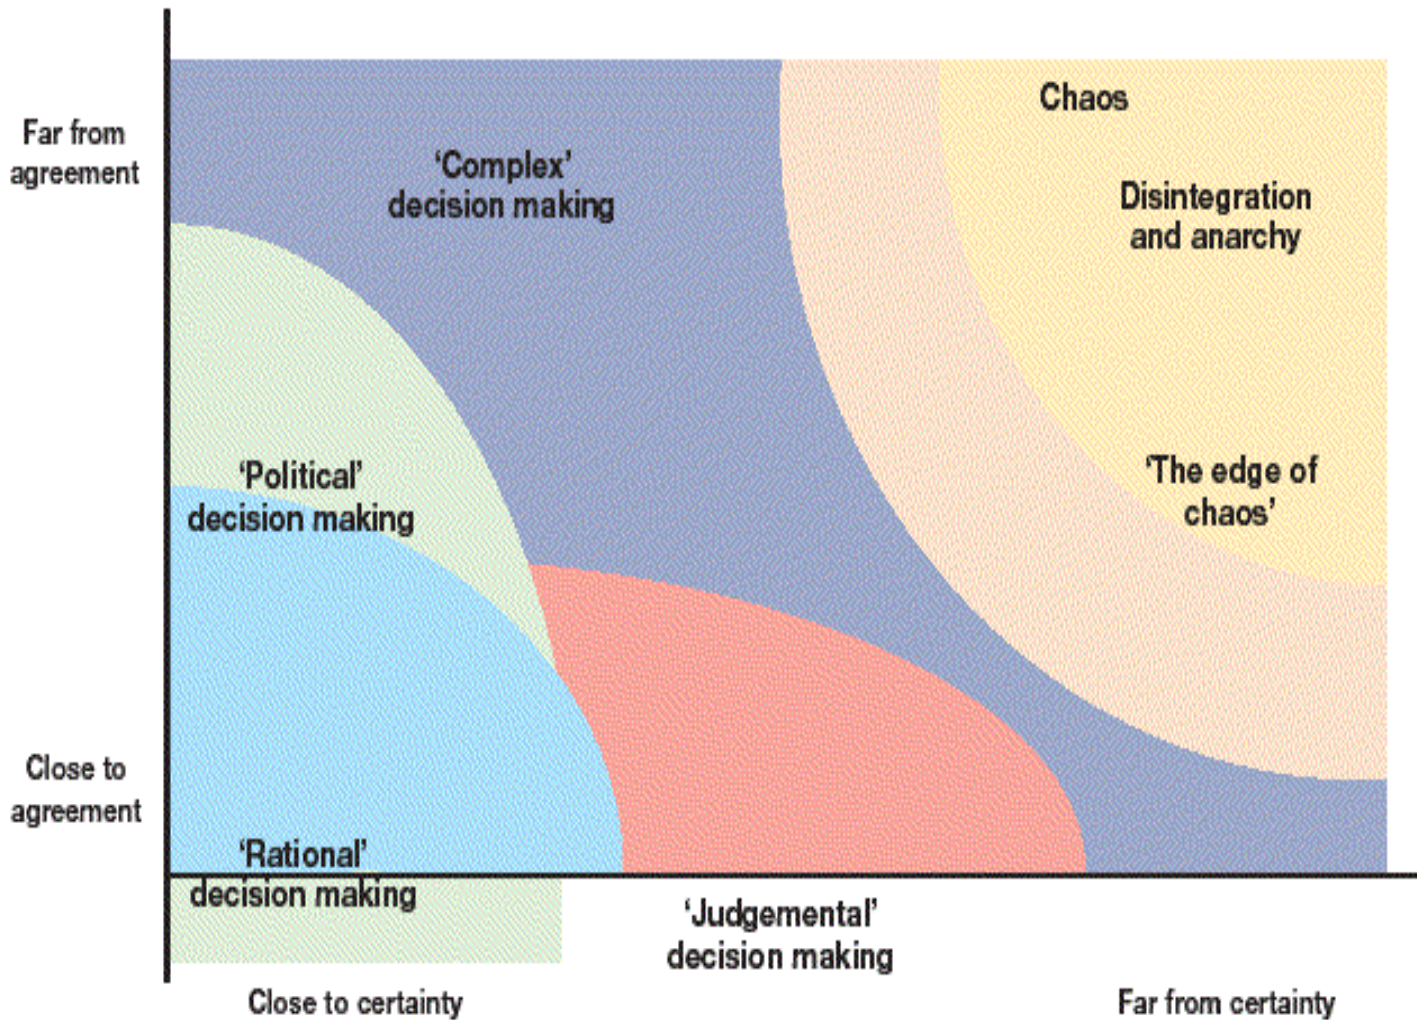 Chaos
Far from
agreement
‘Complex’
decision making
Disintegration
and anarchy
‘Political’
decision making
‘The edge of
chaos’
Close to
agreement
‘Rational’
decision making
‘Judgemental’
decision making
Close to certainty
Far from certainty